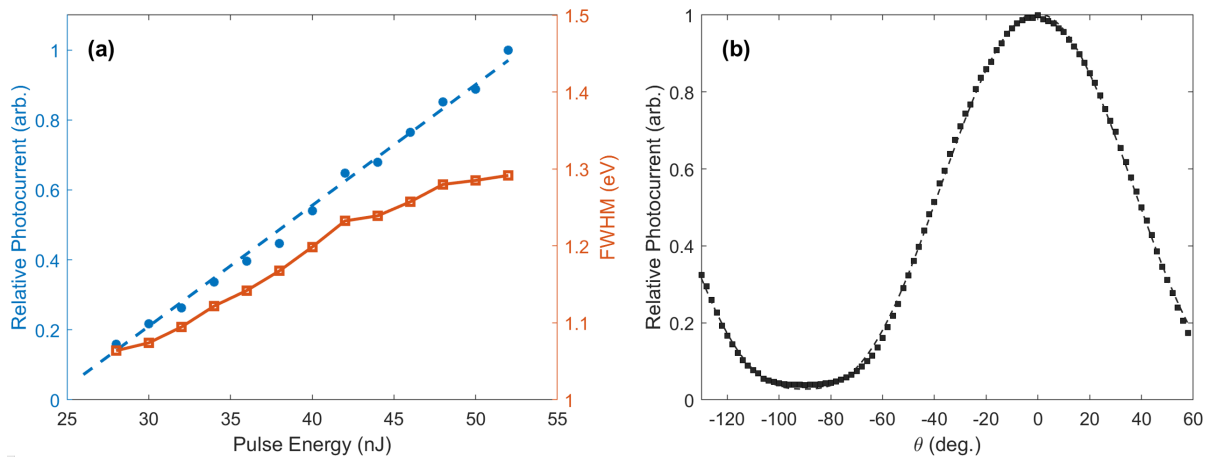 (a)
Relative Photocurrent (arb.)
1
0.8
0.6
0.4
0.2
0
25 30 35 40 45 50 55
Pulse Energy (nJ)
1.5
1.4
1.3
1.2
1.1
1
FWHM (eV)
(b)
Relative Photocurrent (arb.)
1
0.8
0.6
0.4
0.2
0
-120 -100 -80 -60 -40 -20 0 20 40 60
θ (deg.)